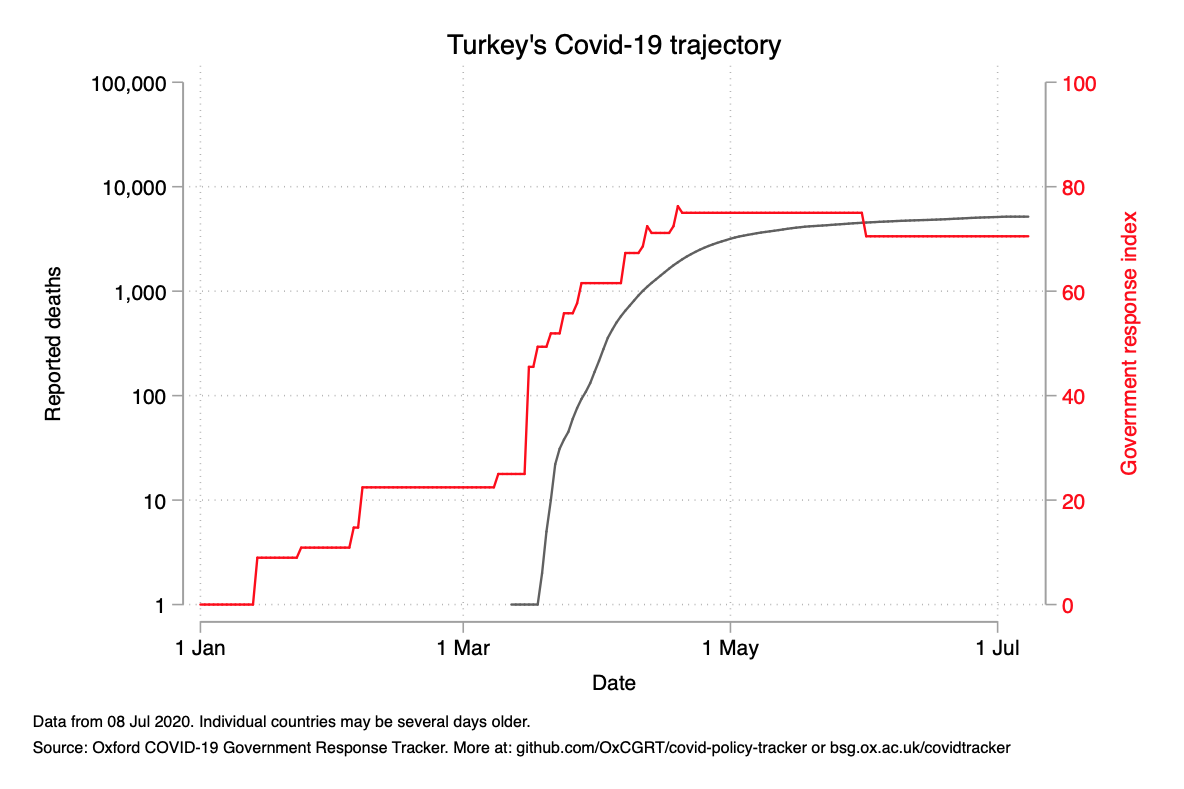 Turkey's Covid-19 trajectory
100,000
10,000
1,000
100
10
1
Reported deaths
100
80
60
40
20
0
Government response index
1 Jan
1 Mar
1 May
1 Jul
Date
Data from 08 Jul 2020. Individual countries may be several days older.
Source: Oxford COVID-19 Government Response Tracker. More at: github.com/OxCGRT/covid-policy-tracker or bsg.ox.ac.uk/covidtracker